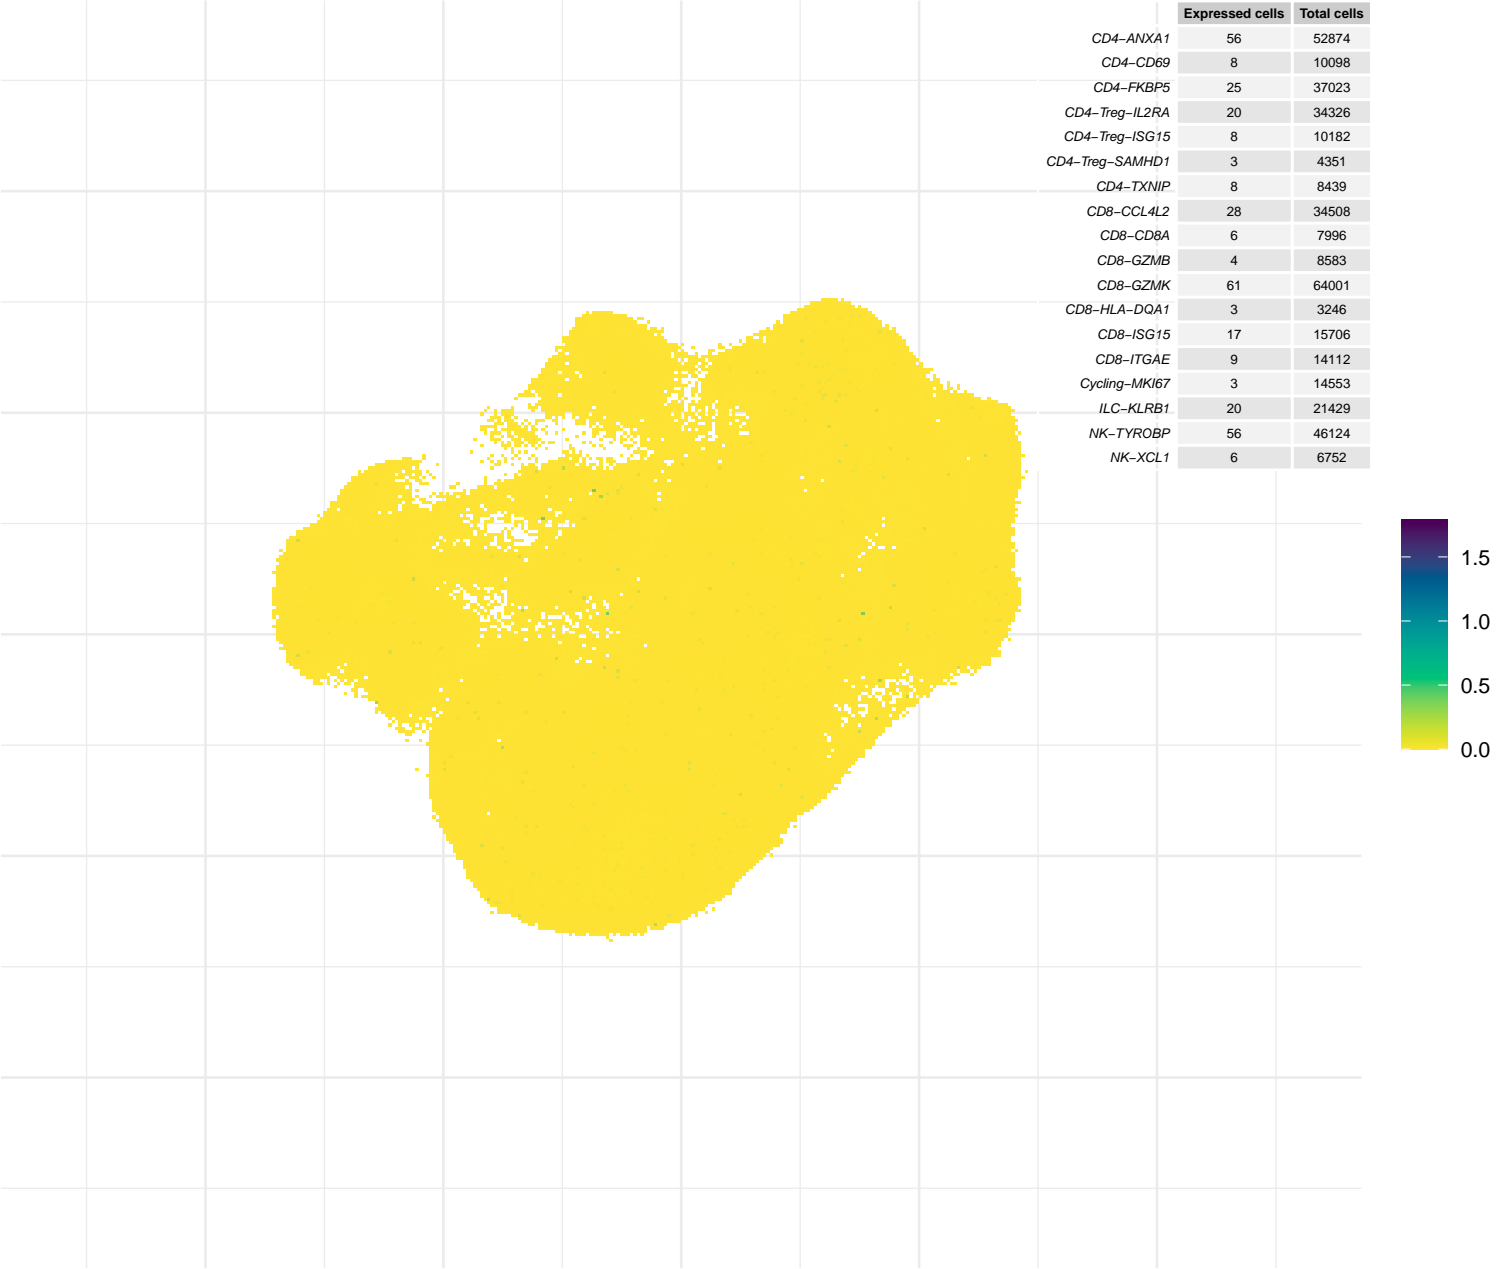 Expressed cells Total cells
CD4−ANXA1 56 52874
CD4−CD69 8 10098
CD4−FKBP5 25 37023
CD4−Treg−IL2RA 20 34326
CD4−Treg−ISG15 8 10182
CD4−Treg−SAMHD1 3 4351
CD4−TXNIP 8 8439
CD8−CCL4L2 28 34508
CD8−CD8A 6 7996
CD8−GZMB 4 8583
CD8−GZMK 61 64001
CD8−HLA−DQA1 3 3246
CD8−ISG15 17 15706
CD8−ITGAE 9 14112
Cycling−MKI67 3 14553
ILC−KLRB1 20 21429
NK−TYROBP 56 46124
NK−XCL1 6 6752
1.5
1.0
0.5
0.0